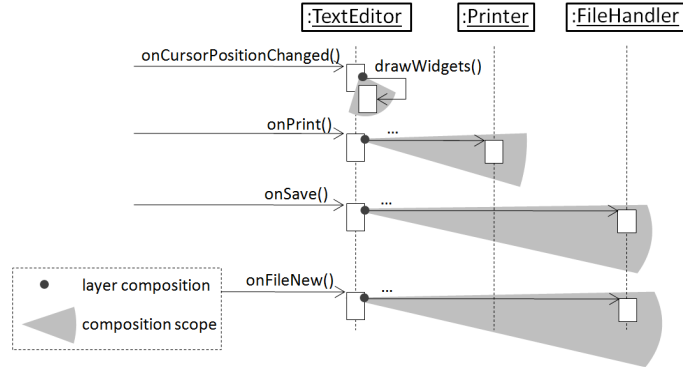 :TextEditor :Printer :FileHandler
onCursorPositionChanged()
drawWidgets()
onPrint()
...
onSave()
...
onFileNew()
...
layer composition
composition scope